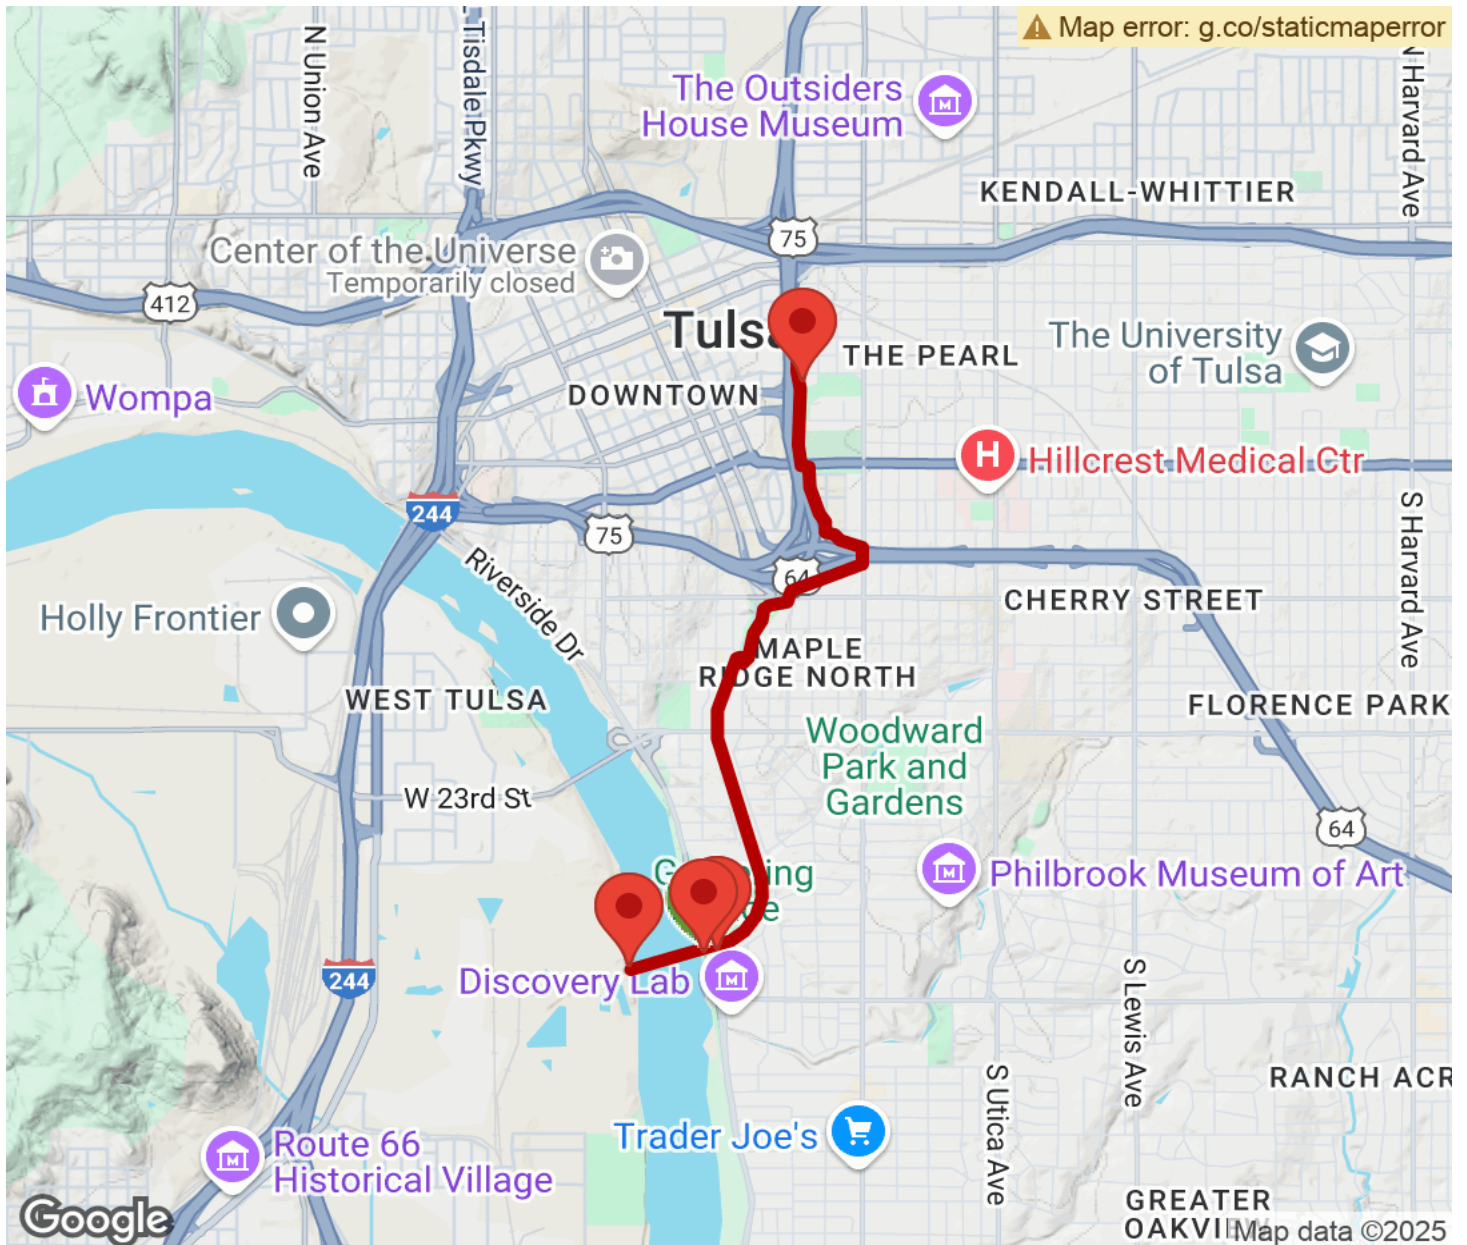 Map error: g.co/staticmaperror
N Union Ave
Tisdale Pkwy
N Harvard Ave
The Outsiders
House Museum
KENDALL-WHITTIER
75
Center of the Universe
Temporarily closed
412
Tulsa
THE PEARL
The University
of Tulsa
DOWNTOWN
Wompa
Hillcrest Medical Ctr
H
244
75
S Harvard Ave
Riverside Dr
64
Holly Frontier
CHERRY STREET
MAPLE
RIDGE NORTH
WEST TULSA
FLORENCE PARK
Woodward
Park and
Gardens
W 23rd St
64
Philbrook Museum of Art
Discovery Lab
244
S Lewis Ave
S Utica Ave
RANCH ACR
Trader Joe's
Route 66
Historical Village
GREATER
OAKVIEW
Google
Map data ©2025